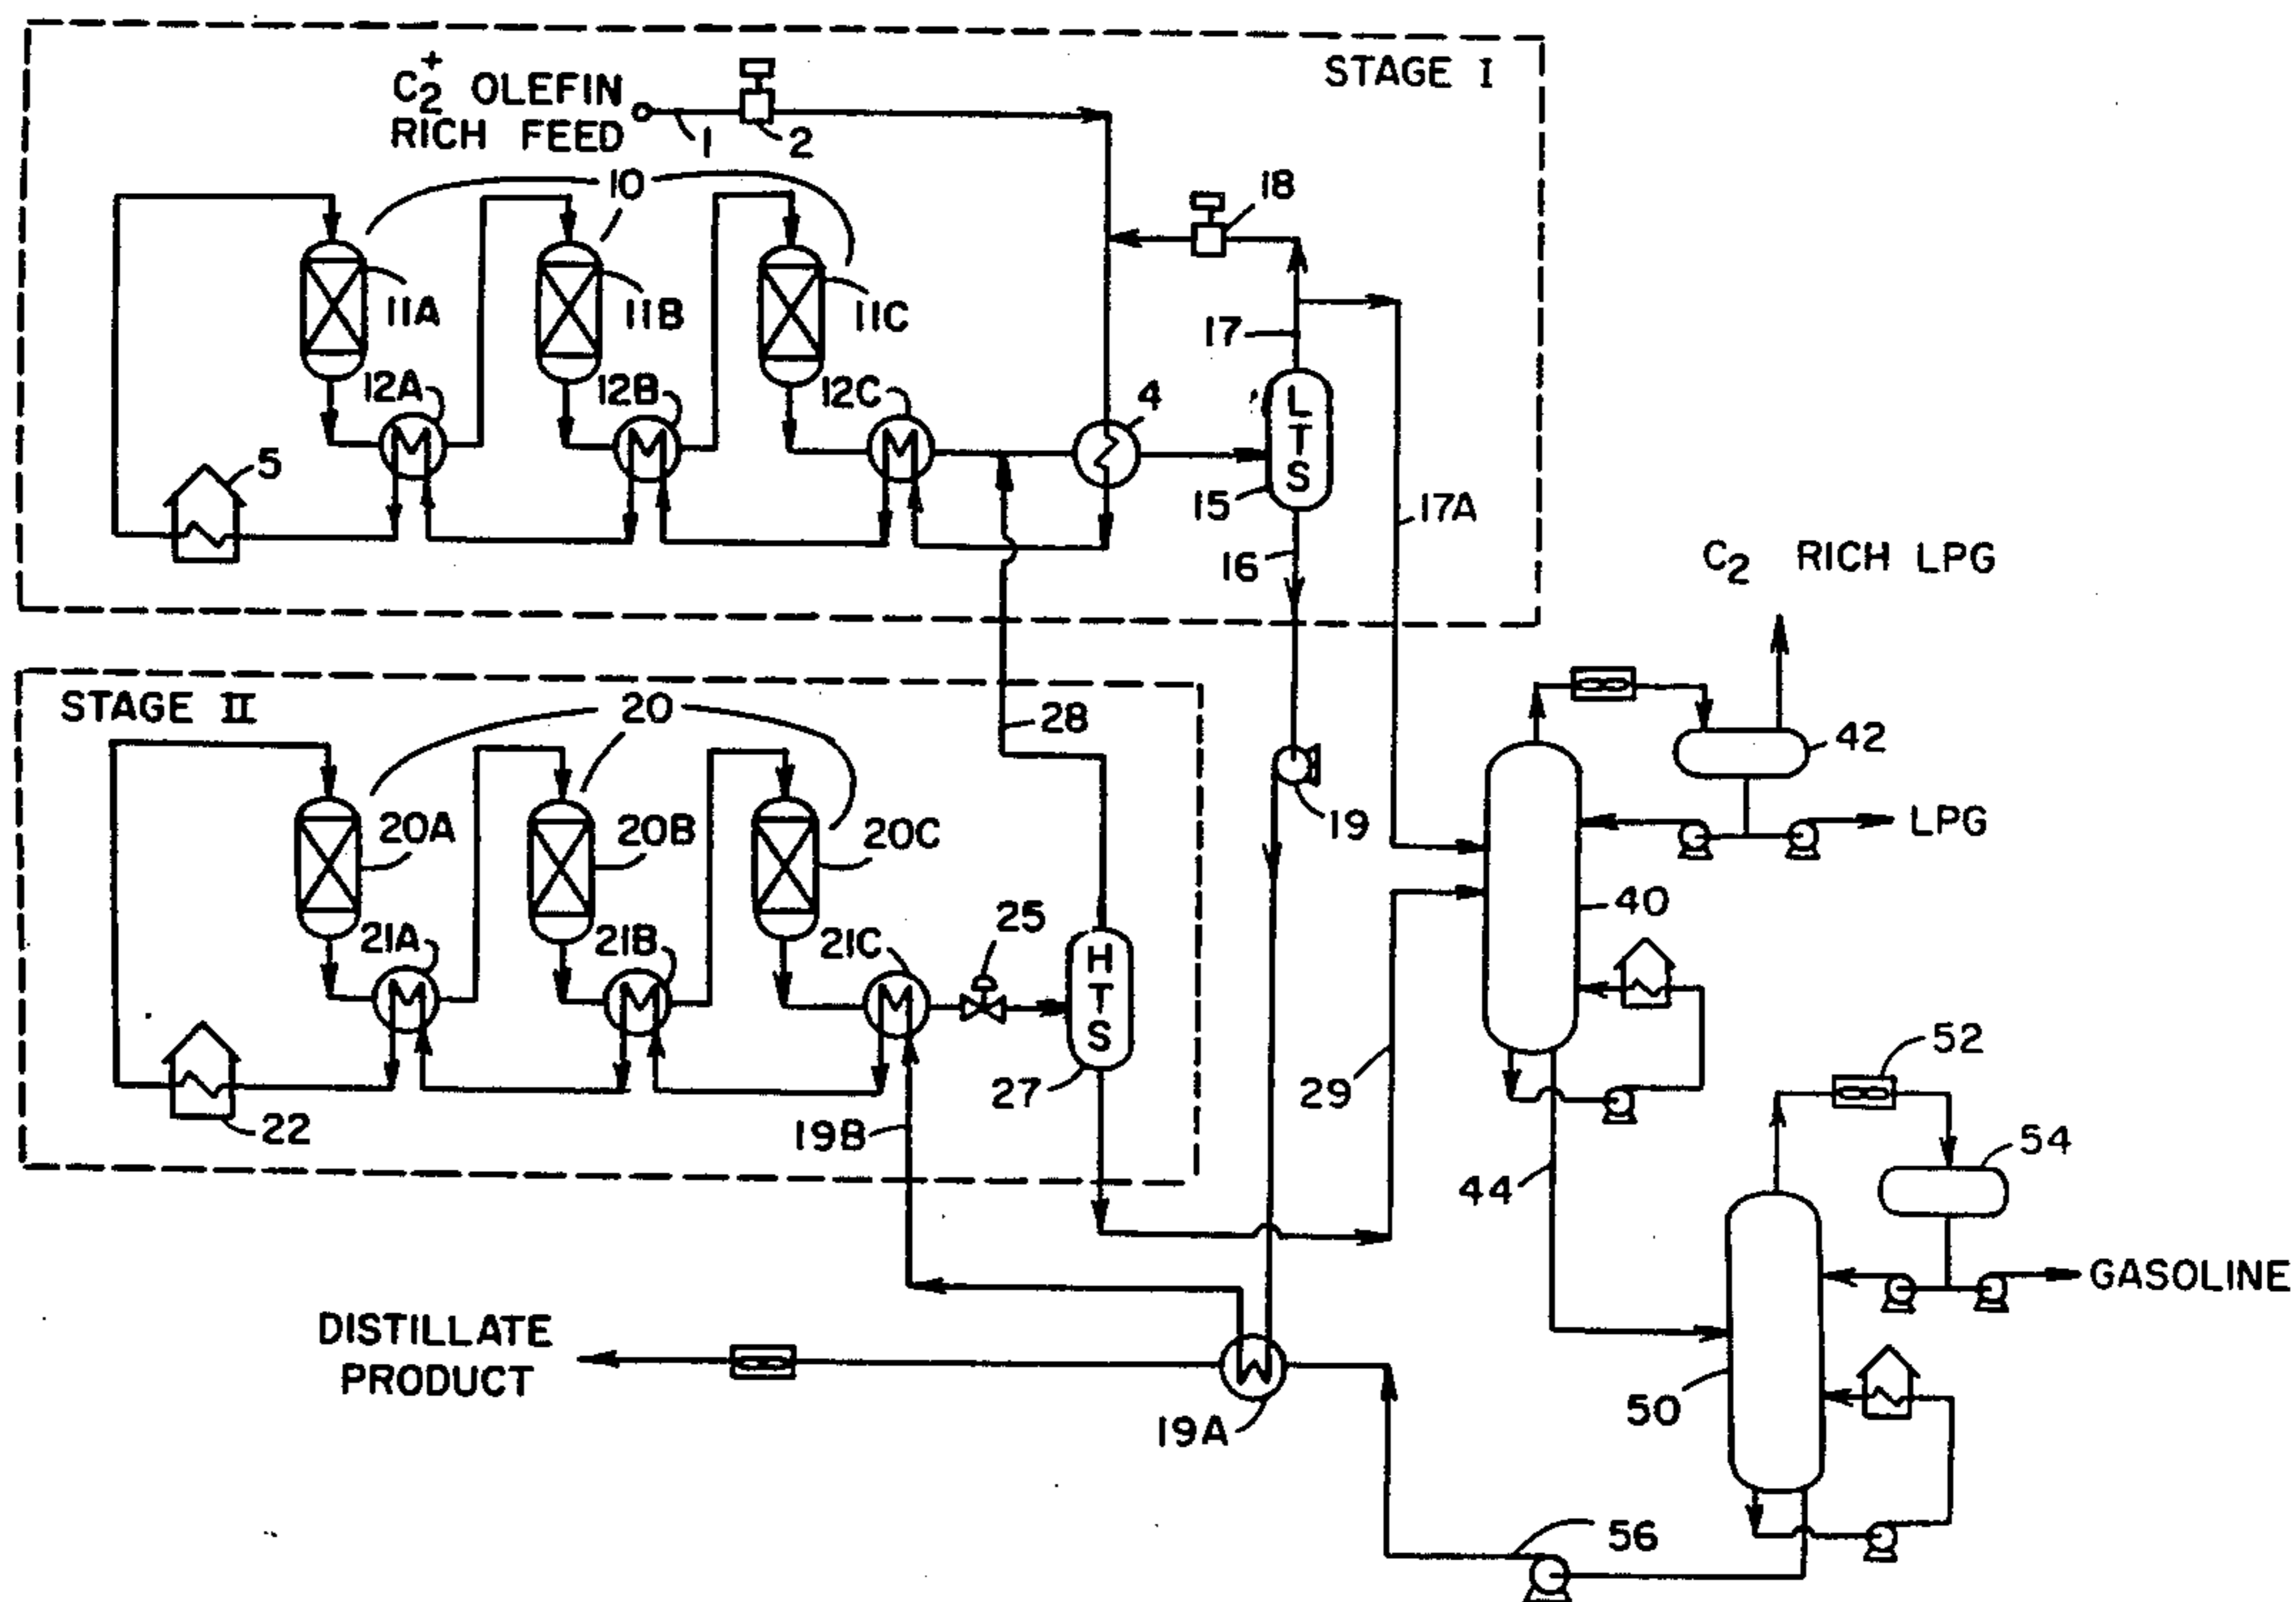 STAGE I
C2+ OLEFIN
RICH FEED
1
2
10
18
11A
11B
11C
17
12A
12B
12C
4
LTS
5
15
17A
16
C2 RICH LPG
STAGE II
20
28
42
19
LPG
20A
20B
20C
40
21A
21B
21C
25
HTS
52
27
29
22
19B
54
44
GASOLINE
DISTILLATE
PRODUCT
50
19A
56